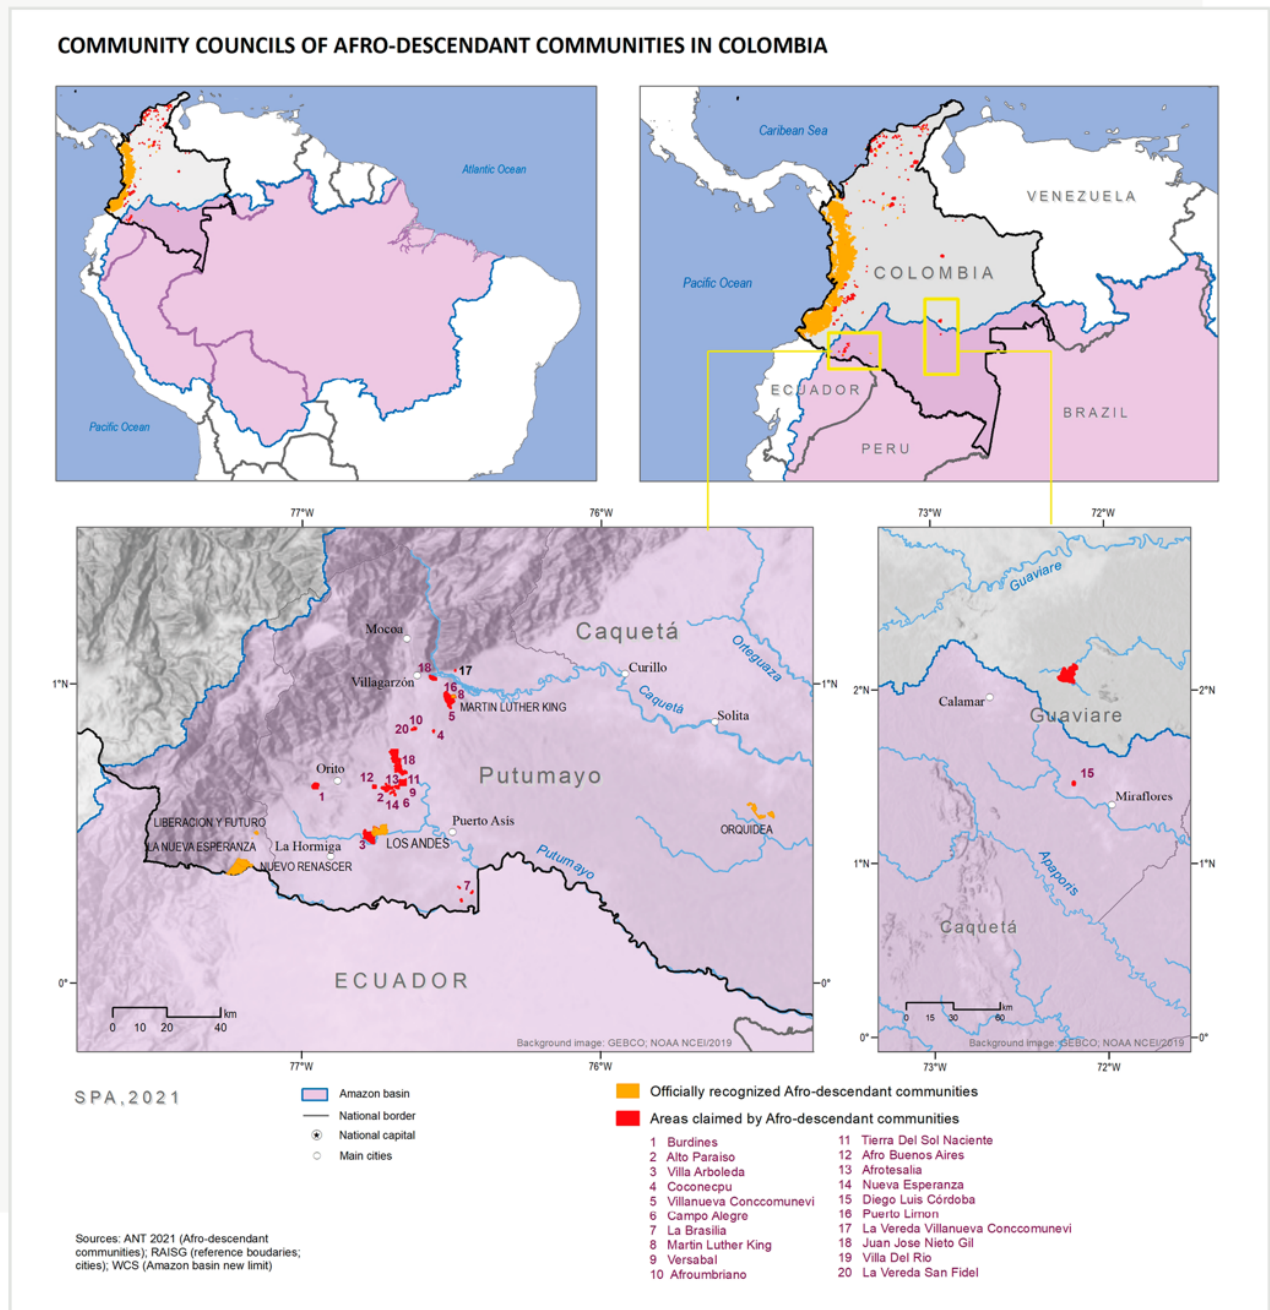 COMMUNITY COUNCILS OF AFRO-DESCENDANT COMMUNITIES IN COLOMBIA
Atlantic Ocean
Pacific Ocean
Caribean Sea
VENEZUELA
COLOMBIA
Pacific Ocean
ECUADOR
BRAZIL
PERU
77°W
76°W
Mocoa
Caquetá
Orteguaza
18
17
Curillo
1°N
Villagarzón
16
8
Caquetá
1°N
MARTIN LUTHER KING
5
10
Solita
20
4
18
Orito
Putumayo
12
13
11
1
2
9
14
6
LIBERACION Y FUTURO
Puerto Asis
ORQUIDEA
LA NUEVA ESPERANZA
La Hormiga
3
LOS ANDES
NUEVO RENASCER
Putumayo
7
0°
ECUADOR
0°
km
0 10 20 40
Background image: GEBCO; NOAA NCEI/2019
77°W
76°W
73°W
72°W
Guaviare
2°N
2°N
Calamar
Guaviare
15
Miraflores
1°N
1°N
Apaporis
Caquetá
km
0 15 30 60
0°
0°
Background image: GEBCO; NOAA NCEI/2019
73°W
72°W
SPA,2021
Amazon basin
National border
National capital
Main cities
Officially recognized Afro-descendant communities
Areas claimed by Afro-descendant communities
1 Burdines
2 Alto Paraiso
3 Villa Arboleda
4 Coconecpu
5 Villanueva Conccomunevi
6 Campo Alegre
7 La Brasilia
8 Martin Luther King
9 Versabal
10 Afroumbriano
11 Tierra Del Sol Naciente
12 Afro Buenos Aires
13 Afrotesalia
14 Nueva Esperanza
15 Diego Luis Córdoba
16 Puerto Limon
17 La Vereda Villanueva Conccomunevi
18 Juan Jose Nieto Gil
19 Villa Del Rio
20 La Vereda San Fidel
Sources: ANT 2021 (Afro-descendant
communities); RAISG (reference boudaries;
cities); WCS (Amazon basin new limit)